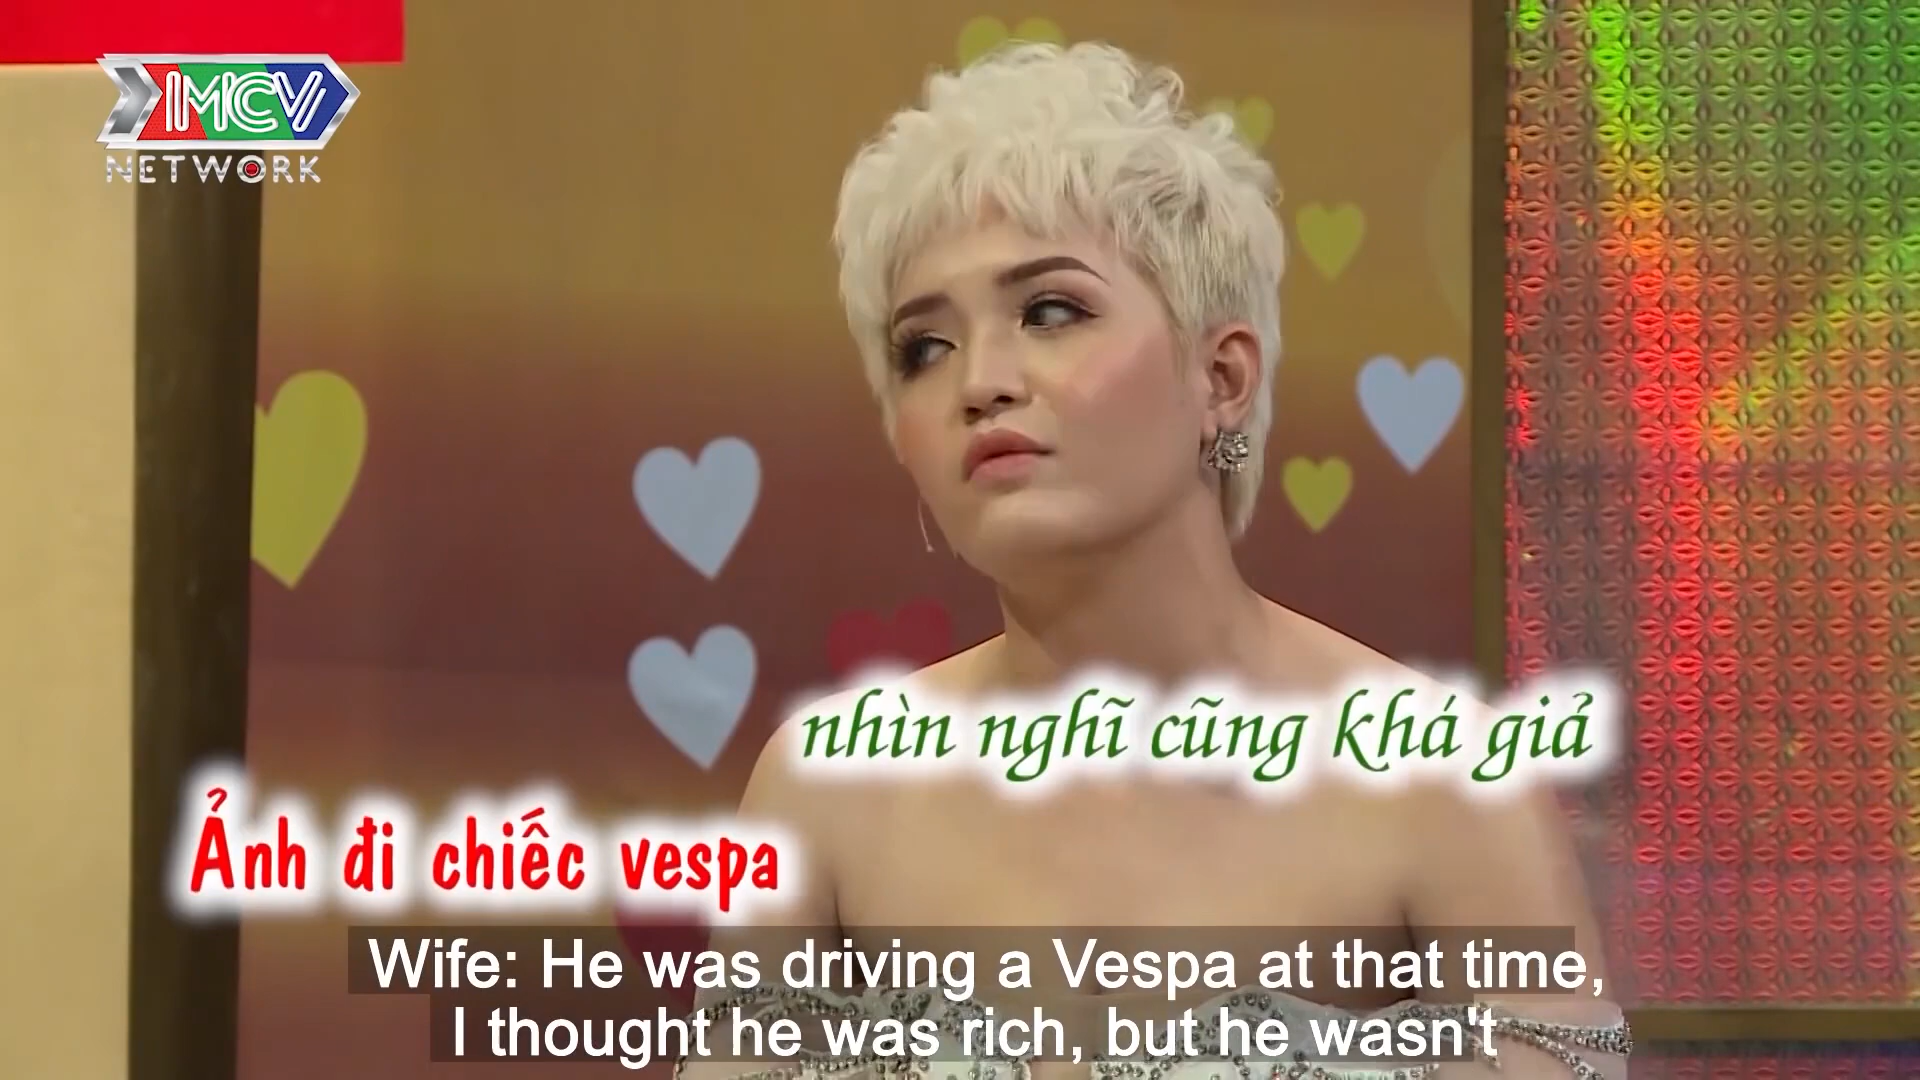 MCV
NETWORK
nhìn nghĩ cũng khá giả
Ảnh đi chiếc vespa
Wife: He was driving a Vespa at that time,
I thought he was rich, but he wasn't